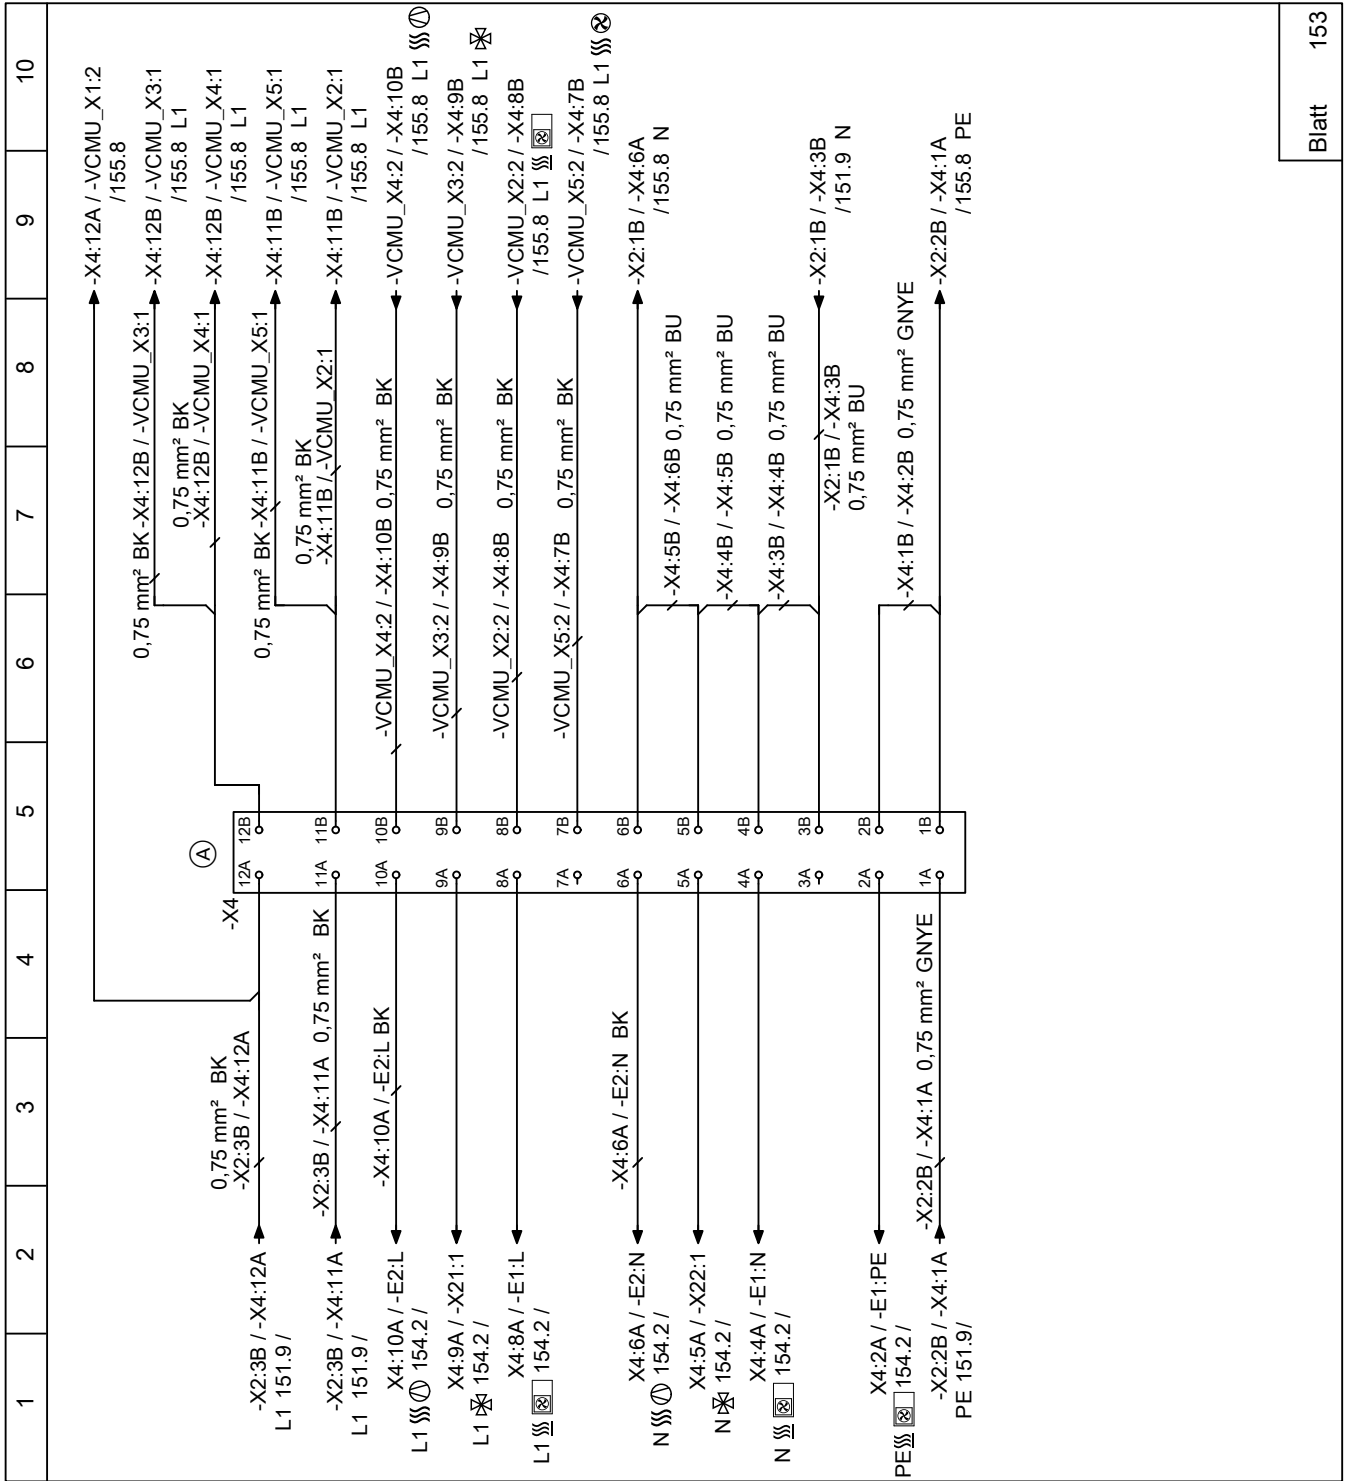 1
2
3
4
5
6
7
8
9
10
-X4:12A / -VCMU_X1:2
/155.8
-X4:12B / -VCMU_X3:1
/155.8 L1
-X4:12B / -VCMU_X4:1
/155.8 L1
-X4:11B / -VCMU_X5:1
/155.8 L1
-X4:11B / -VCMU_X2:1
/155.8 L1
-VCMU_X4:2 / -X4:10B
/155.8 L1
-VCMU_X3:2 / -X4:9B
/155.8 L1
-VCMU_X2:2 / -X4:8B
/155.8 L1
-VCMU_X5:2 / -X4:7B
/155.8 L1
-X2:1B / -X4:6A
/155.8 N
-X2:1B / -X4:3B
/151.9 N
-X2:2B / -X4:1A
/155.8 PE
0,75 mm² BK -X4:12B / -VCMU_X3:1
0,75 mm² BK
-X4:12B / -VCMU_X4:1
0,75 mm² BK -X4:11B / -VCMU_X5:1
0,75 mm² BK
-X4:11B / -VCMU_X2:1
-VCMU_X4:2 / -X4:10B 0,75 mm² BK
-VCMU_X3:2 / -X4:9B 0,75 mm² BK
-VCMU_X2:2 / -X4:8B 0,75 mm² BK
-VCMU_X5:2 / -X4:7B 0,75 mm² BK
-X4:5B / -X4:6B 0,75 mm² BU
-X4:4B / -X4:5B 0,75 mm² BU
-X4:3B / -X4:4B 0,75 mm² BU
-X2:1B / -X4:3B
0,75 mm² BU
-X4:1B / -X4:2B 0,75 mm² GNYE
A
-X4
12A 12B
11A 11B
10A 10B
9A 9B
8A 8B
7A 7B
6A 6B
5A 5B
4A 4B
3A 3B
2A 2B
1A 1B
0,75 mm² BK
-X2:3B / -X4:12A
-X2:3B / -X4:11A 0,75 mm² BK
-X4:10A / -E2:L BK
-X4:6A / -E2:N BK
-X2:2B / -X4:1A 0,75 mm² GNYE
-X2:3B / -X4:12A
L1 151.9 /
-X2:3B / -X4:11A
L1 151.9 /
X4:10A / -E2:L
L1 154.2 /
X4:9A / -X21:1
L1 154.2 /
X4:8A / -E1:L
L1 154.2 /
X4:6A / -E2:N
N 154.2 /
X4:5A / -X22:1
N 154.2 /
X4:4A / -E1:N
N 154.2 /
X4:2A / -E1:PE
PE 154.2 /
-X2:2B / -X4:1A
PE 151.9/
Blatt 153